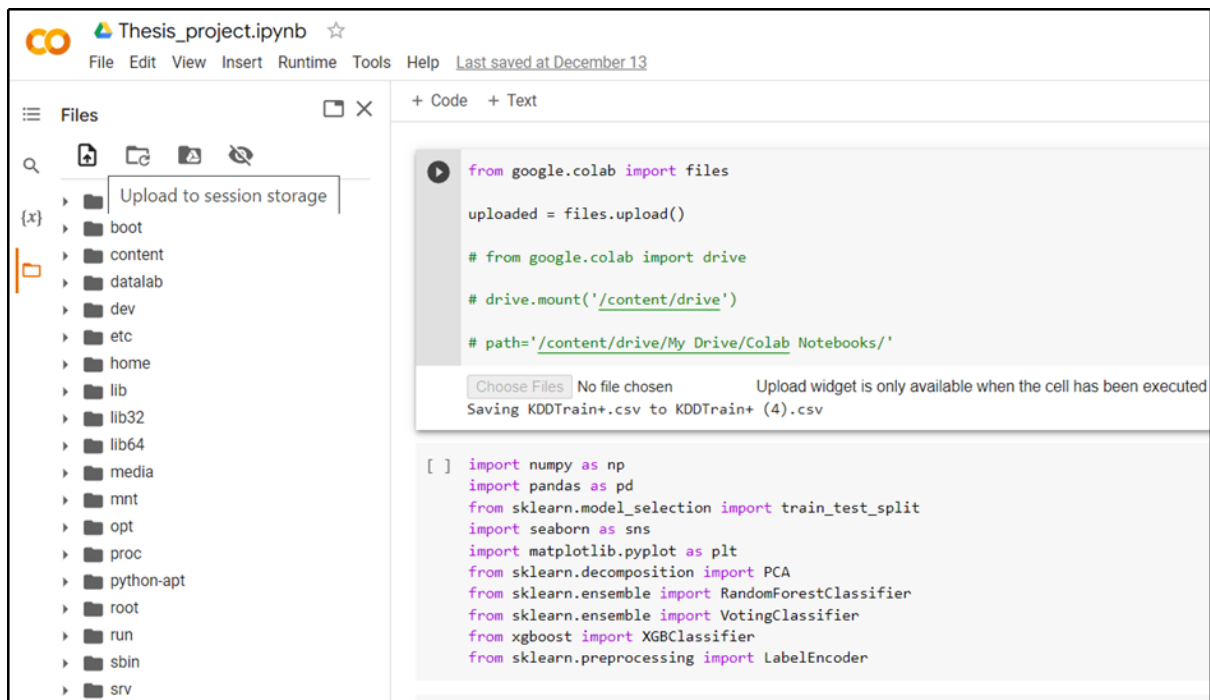 CO
Thesis_project.ipynb
File Edit View Insert Runtime Tools Help Last saved at December 13
Files
+ Code + Text
Upload to session storage
{x}
boot
content
datalab
dev
etc
home
lib
lib32
lib64
media
mnt
opt
proc
python-apt
root
run
sbin
srv
from google.colab import files
uploaded = files.upload()
# from google.colab import drive
# drive.mount('/content/drive')
# path='/content/drive/My Drive/Colab Notebooks/'
Choose Files No file chosen Upload widget is only available when the cell has been executed
Saving KDDTrain+.csv to KDDTrain+ (4).csv
[ ] import numpy as np
import pandas as pd
from sklearn.model_selection import train_test_split
import seaborn as sns
import matplotlib.pyplot as plt
from sklearn.decomposition import PCA
from sklearn.ensemble import RandomForestClassifier
from sklearn.ensemble import VotingClassifier
from xgboost import XGBClassifier
from sklearn.preprocessing import LabelEncoder